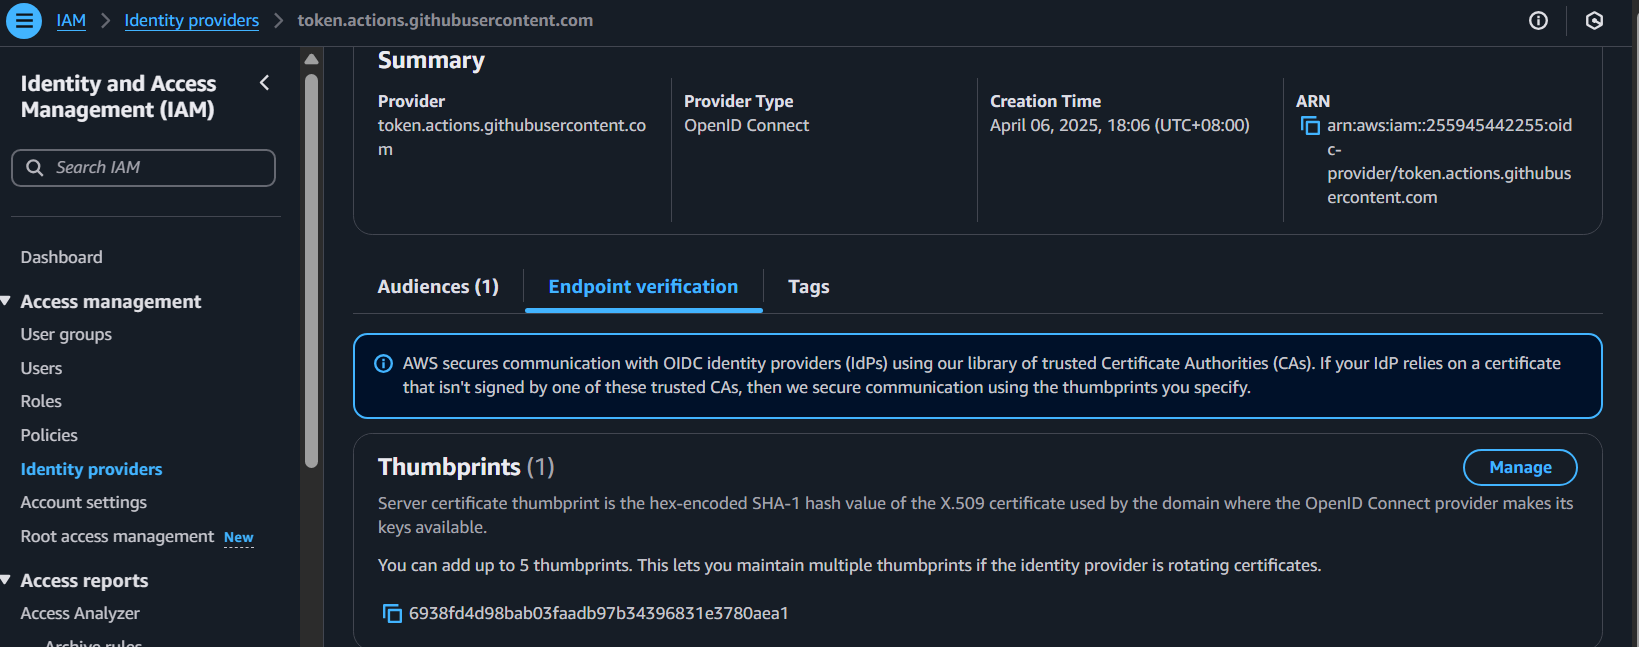 IAM > Identity providers > token.actions.githubusercontent.com
Identity and Access
Management (IAM)
Search IAM
Dashboard
Access management
User groups
Users
Roles
Policies
Identity providers
Account settings
Root access management New
Access reports
Access Analyzer
Archive rules
Summary
Provider
token.actions.githubusercontent.co
m
Provider Type
OpenID Connect
Creation Time
April 06, 2025, 18:06 (UTC+08:00)
ARN
arn:aws:iam::255945442255:oid
c-
provider/token.actions.githubus
ercontent.com
Audiences (1)
Endpoint verification
Tags
AWS secures communication with OIDC identity providers (IdPs) using our library of trusted Certificate Authorities (CAs). If your IdP relies on a certificate
that isn't signed by one of these trusted CAs, then we secure communication using the thumbprints you specify.
Thumbprints (1)
Manage
Server certificate thumbprint is the hex-encoded SHA-1 hash value of the X.509 certificate used by the domain where the OpenID Connect provider makes its
keys available.
You can add up to 5 thumbprints. This lets you maintain multiple thumbprints if the identity provider is rotating certificates.
6938fd4d98bab03faadb97b34396831e3780aea1